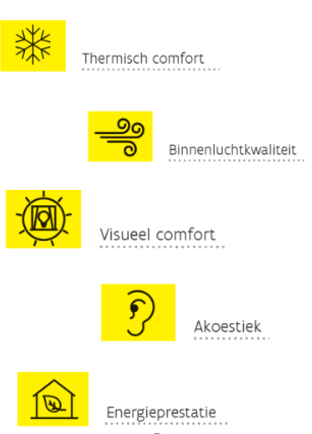 Thermisch comfort
Binnenluchtkwaliteit
Visueel comfort
Akoestiek
Energieprestatie